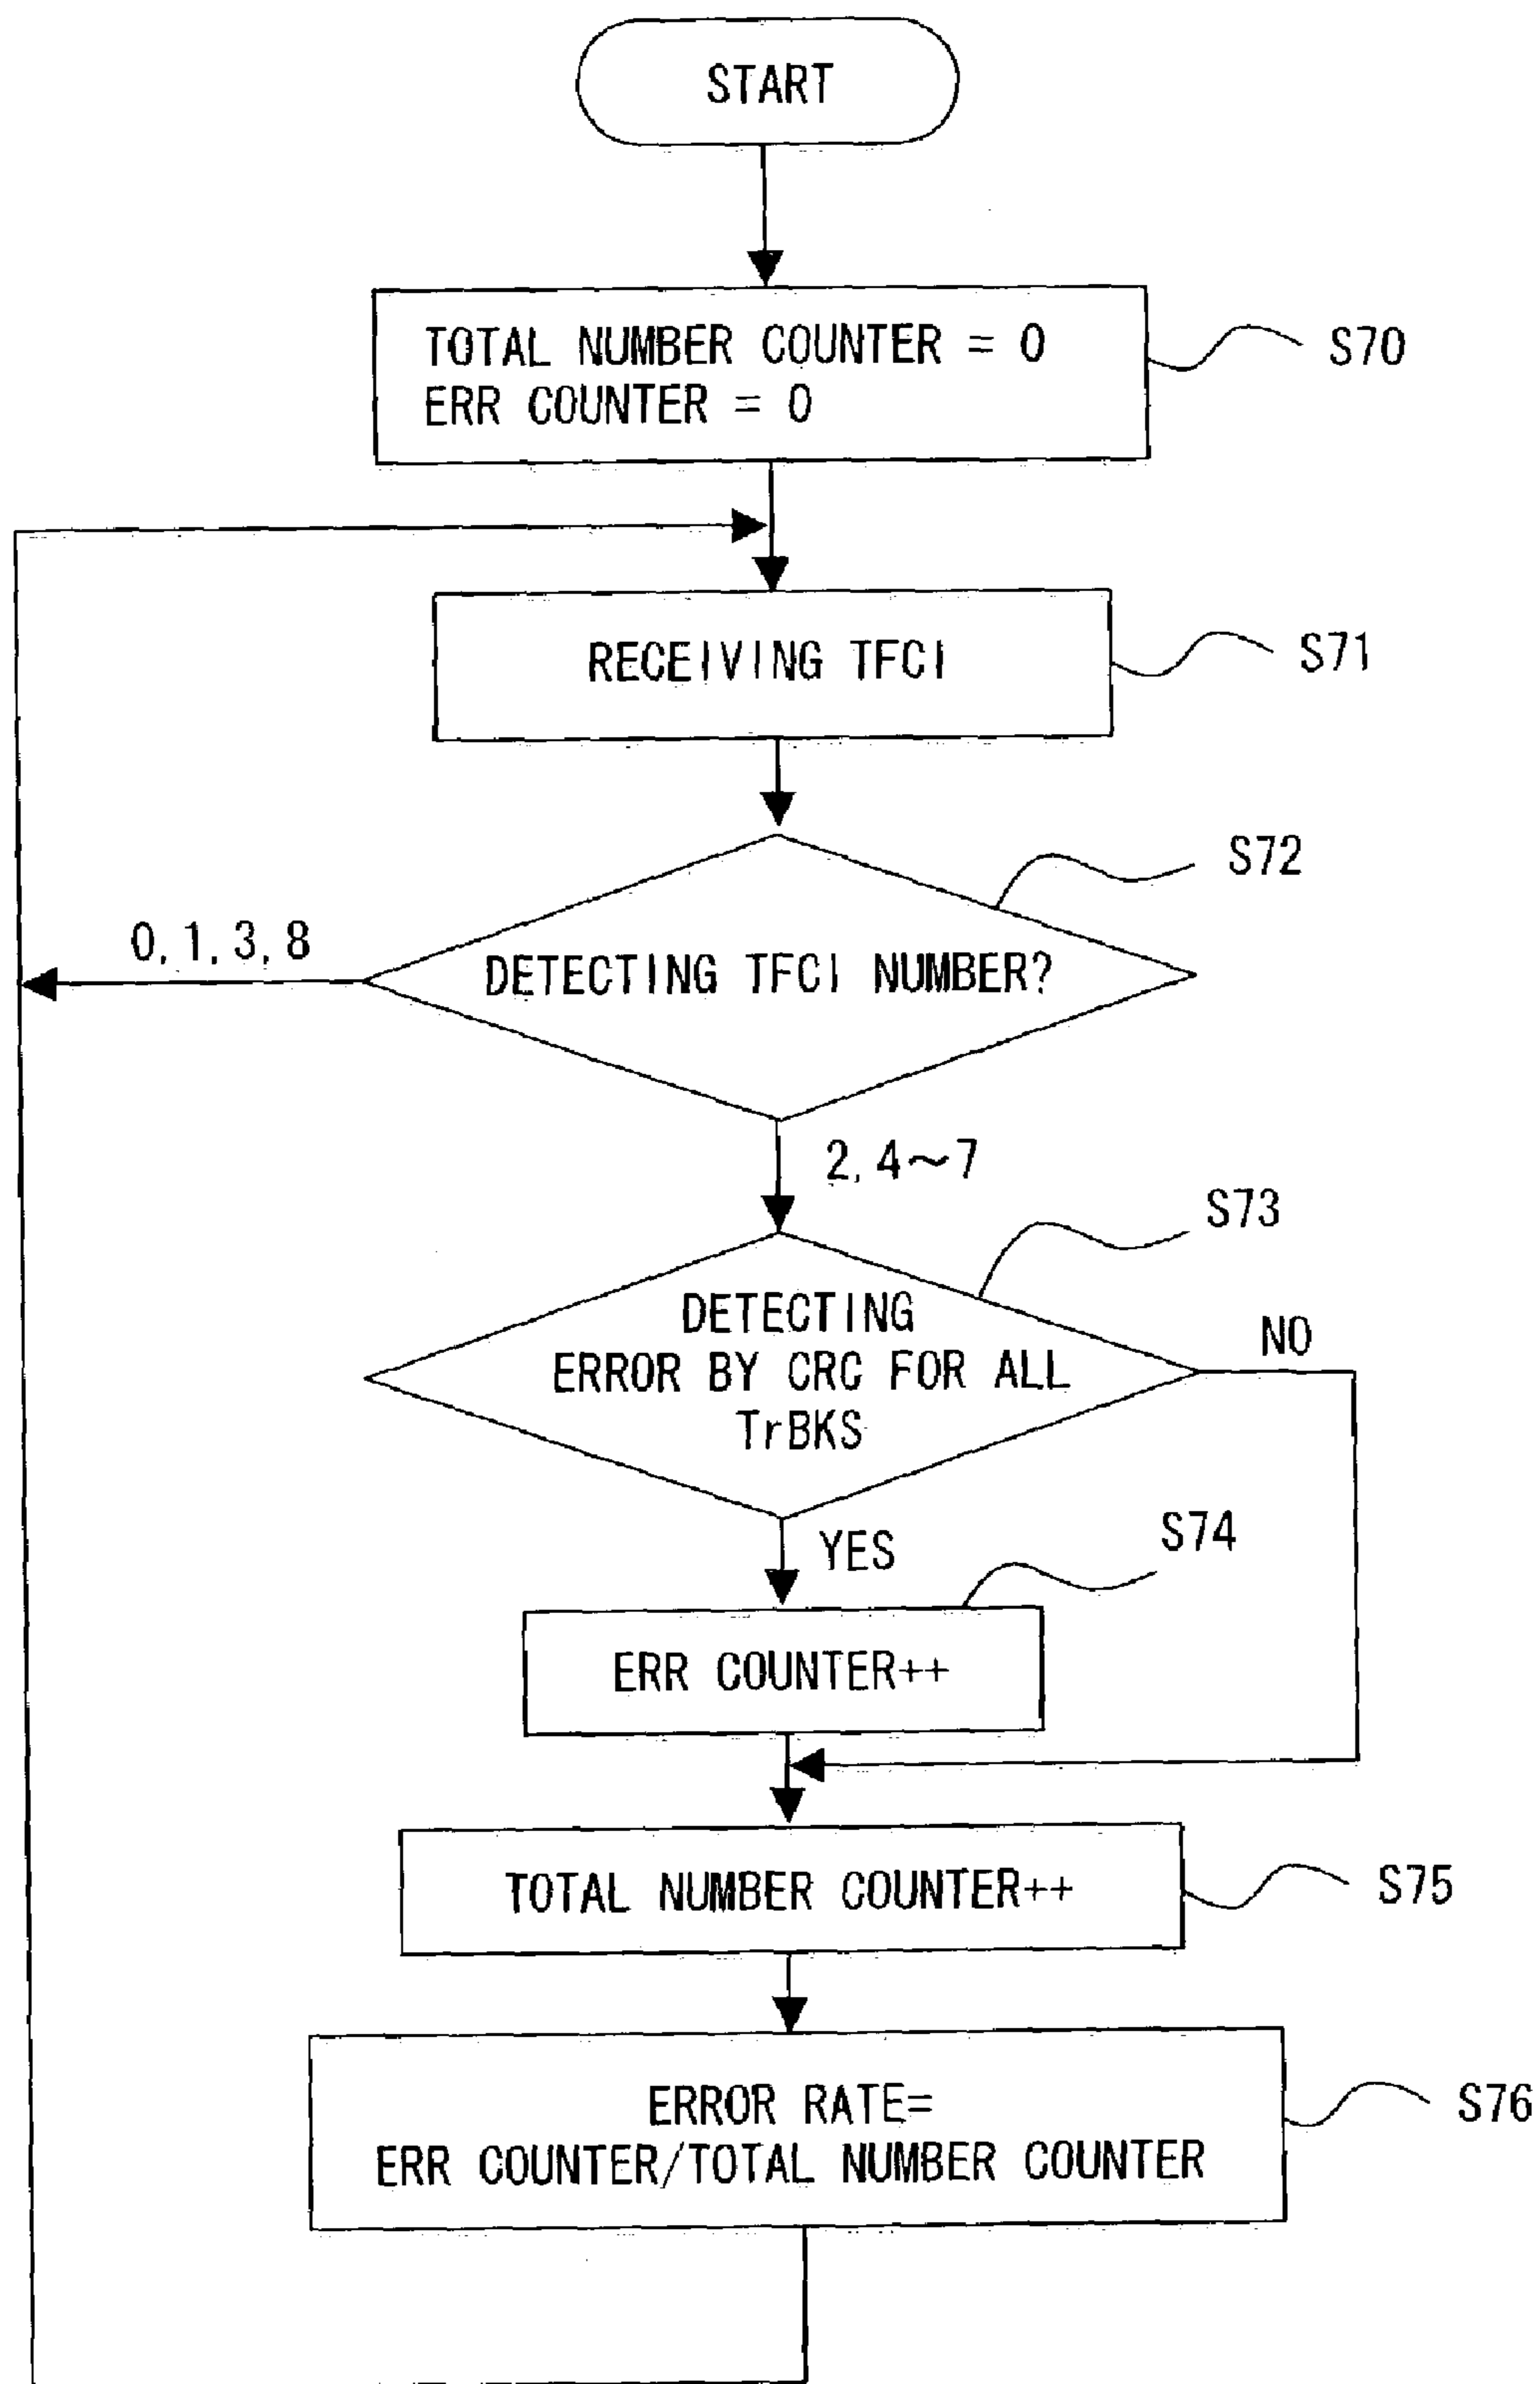 START
TOTAL NUMBER COUNTER = 0
ERR COUNTER = 0
S70
RECEIVING TFCI
S71
S72
0, 1, 3, 8
DETECTING TFCI NUMBER?
2, 4～7
S73
DETECTING
ERROR BY CRC FOR ALL
TrBKS
NO
YES
S74
ERR COUNTER++
TOTAL NUMBER COUNTER++
S75
ERROR RATE=
ERR COUNTER/TOTAL NUMBER COUNTER
S76